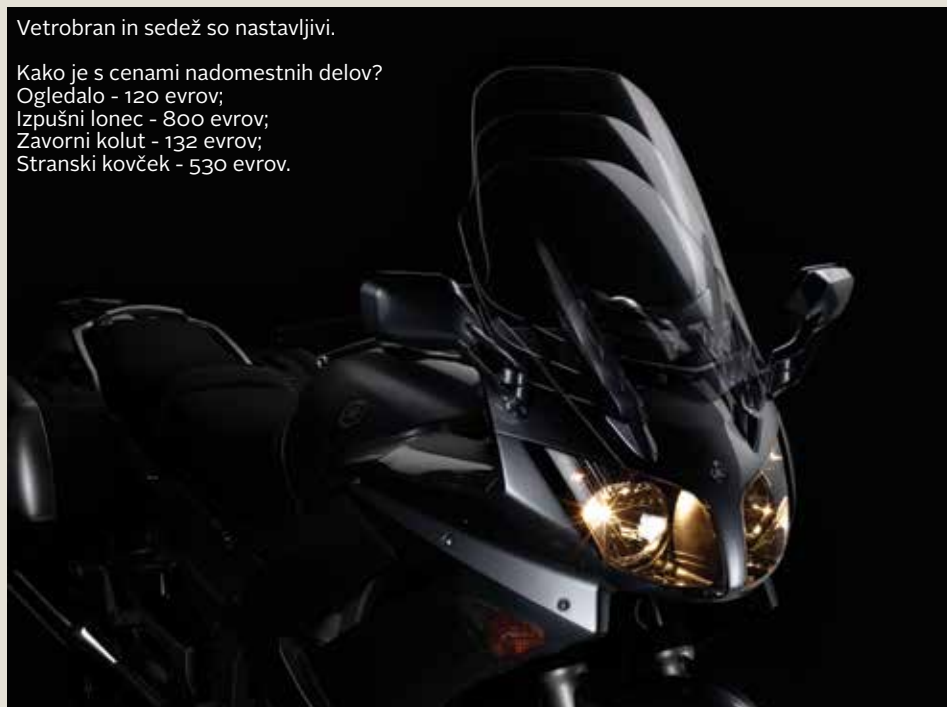 Vetrobran in sedež so nastavljivi.
Kako je s cenami nadomestnih delov?
Ogledalo - 120 evrov;
Izpušni lonec - 800 evrov;
Zavorni kolut - 132 evrov;
Stranski kovček - 530 evrov.